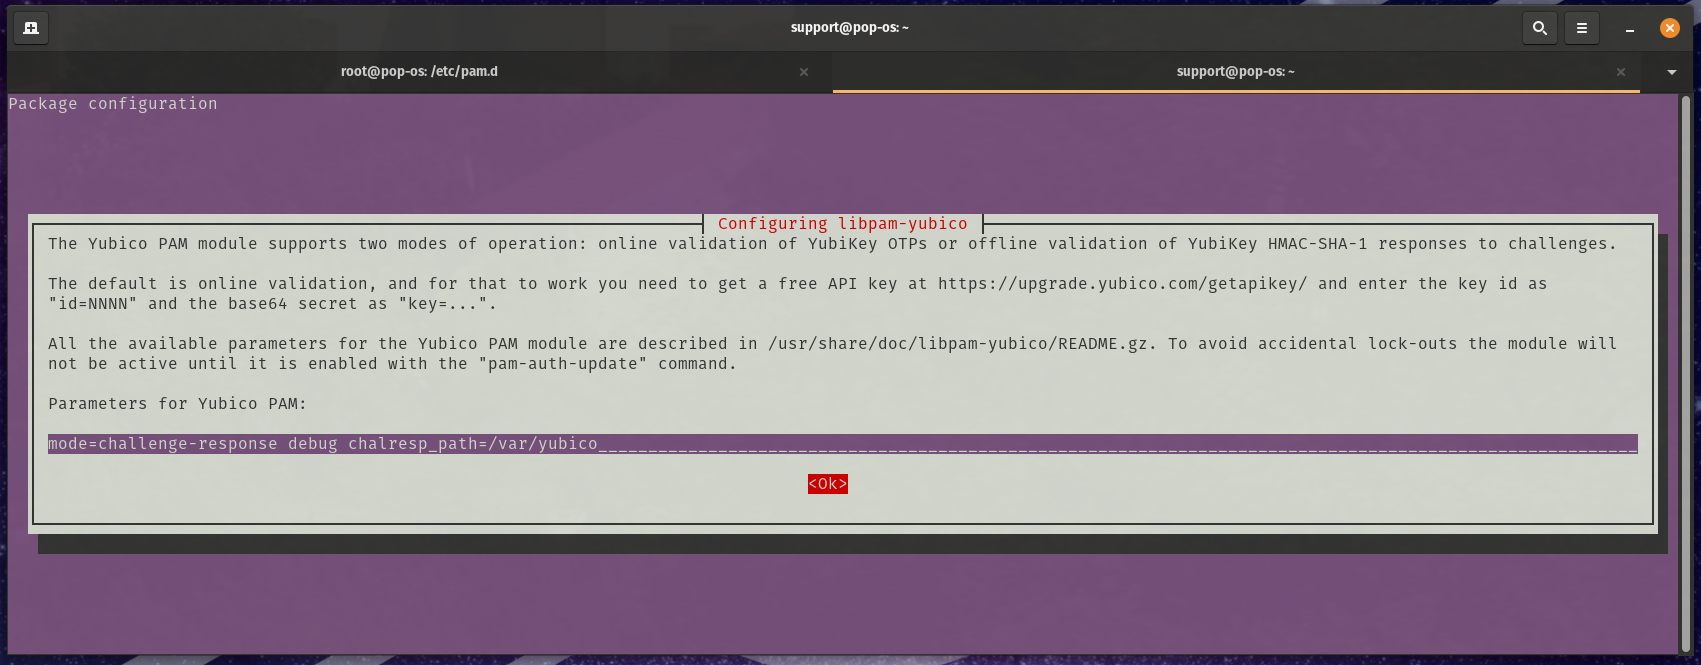 support@pop-os: ~
root@pop-os: /etc/pam.d
support@pop-os: ~
Package configuration
Configuring libpam-yubico
The Yubico PAM module supports two modes of operation: online validation of YubiKey OTPs or offline validation of YubiKey HMAC-SHA-1 responses to challenges.
The default is online validation, and for that to work you need to get a free API key at https://upgrade.yubico.com/getapikey/ and enter the key id as
"id=NNNN" and the base64 secret as "key=...".
All the available parameters for the Yubico PAM module are described in /usr/share/doc/libpam-yubico/README.gz. To avoid accidental lock-outs the module will
not be active until it is enabled with the "pam-auth-update" command.
Parameters for Yubico PAM:
mode=challenge-response debug chalresp_path=/var/yubico________________________________________________________________________________________________________
<Ok>